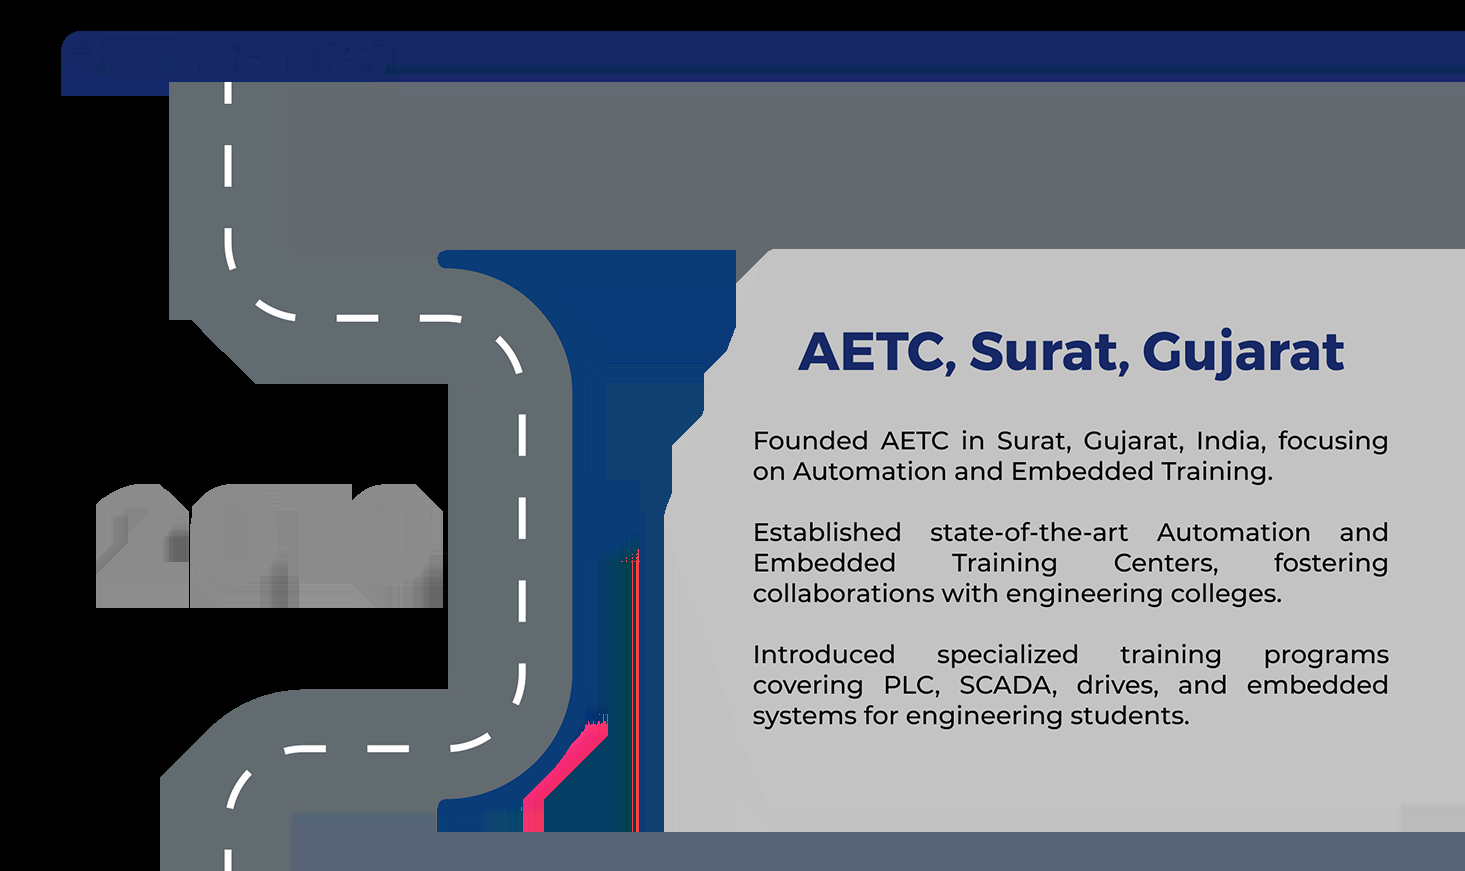 2010
AETC, Surat, Gujarat
Founded AETC in Surat, Gujarat, India, focusing
on Automation and Embedded Training.
Established state-of-the-art Automation and
Embedded Training Centers, fostering
collaborations with engineering colleges.
Introduced specialized training programs
covering PLC, SCADA, drives, and embedded
systems for engineering students.